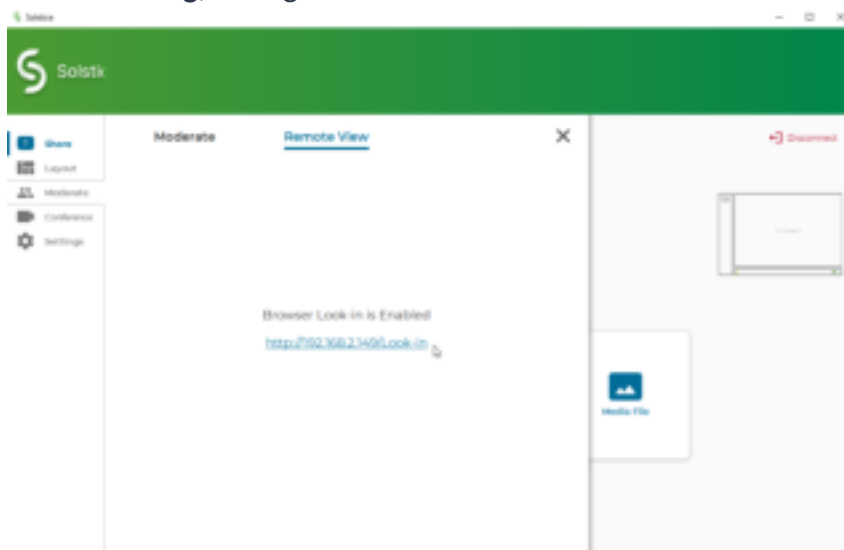 Solstice
Solstic
Share
Layout
Moderate
Conference
Settings
Moderate Remote View
Disconnect
Browser Look-in is Enabled
http://192.168.2.149/Look-in
Media File